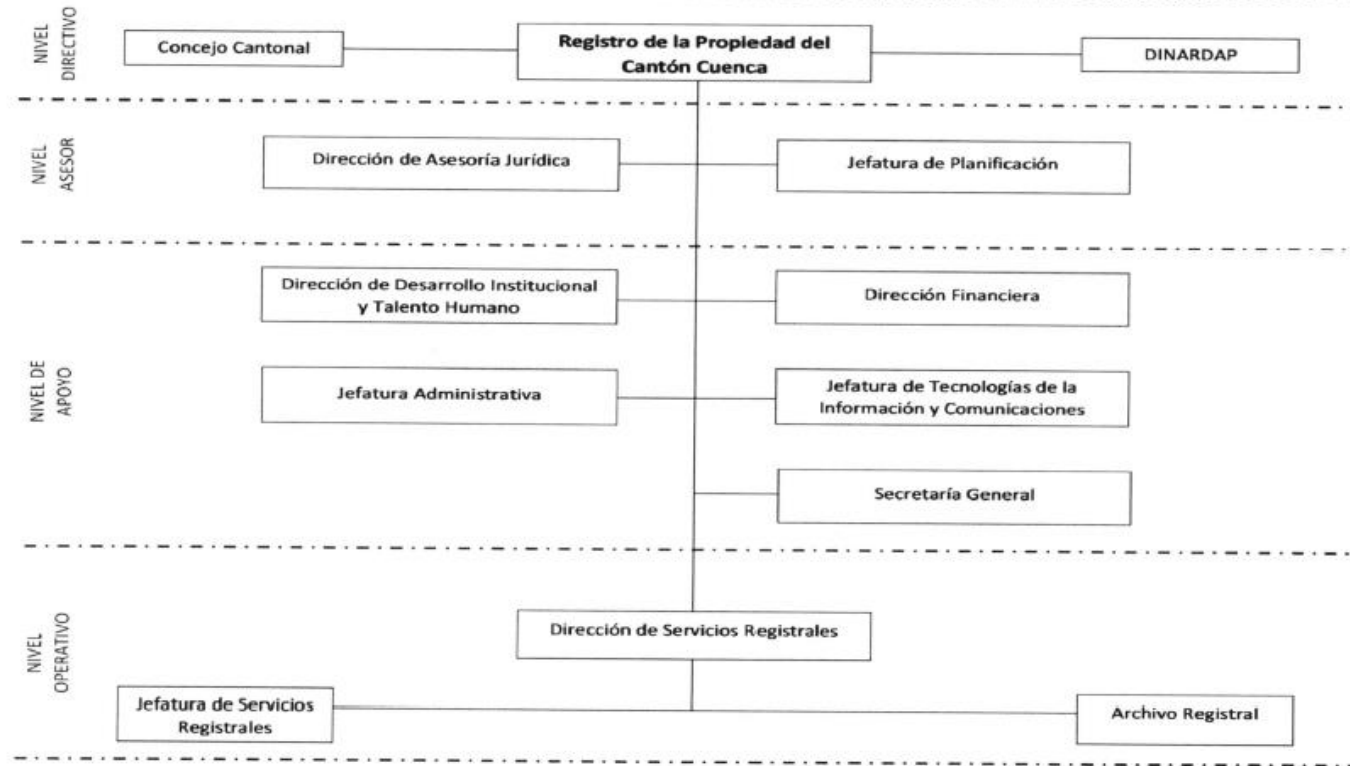 NIVEL
DIRECTIVO
Concejo Cantonal
Registro de la Propiedad del
Cantón Cuenca
DINARDAP
NIVEL
ASESOR
Dirección de Asesoría Jurídica
Jefatura de Planificación
NIVEL DE
APOYO
Dirección de Desarrollo Institucional
y Talento Humano
Dirección Financiera
Jefatura Administrativa
Jefatura de Tecnologías de la
Información y Comunicaciones
Secretaría General
NIVEL
OPERATIVO
Dirección de Servicios Registrales
Jefatura de Servicios
Registrales
Archivo Registral